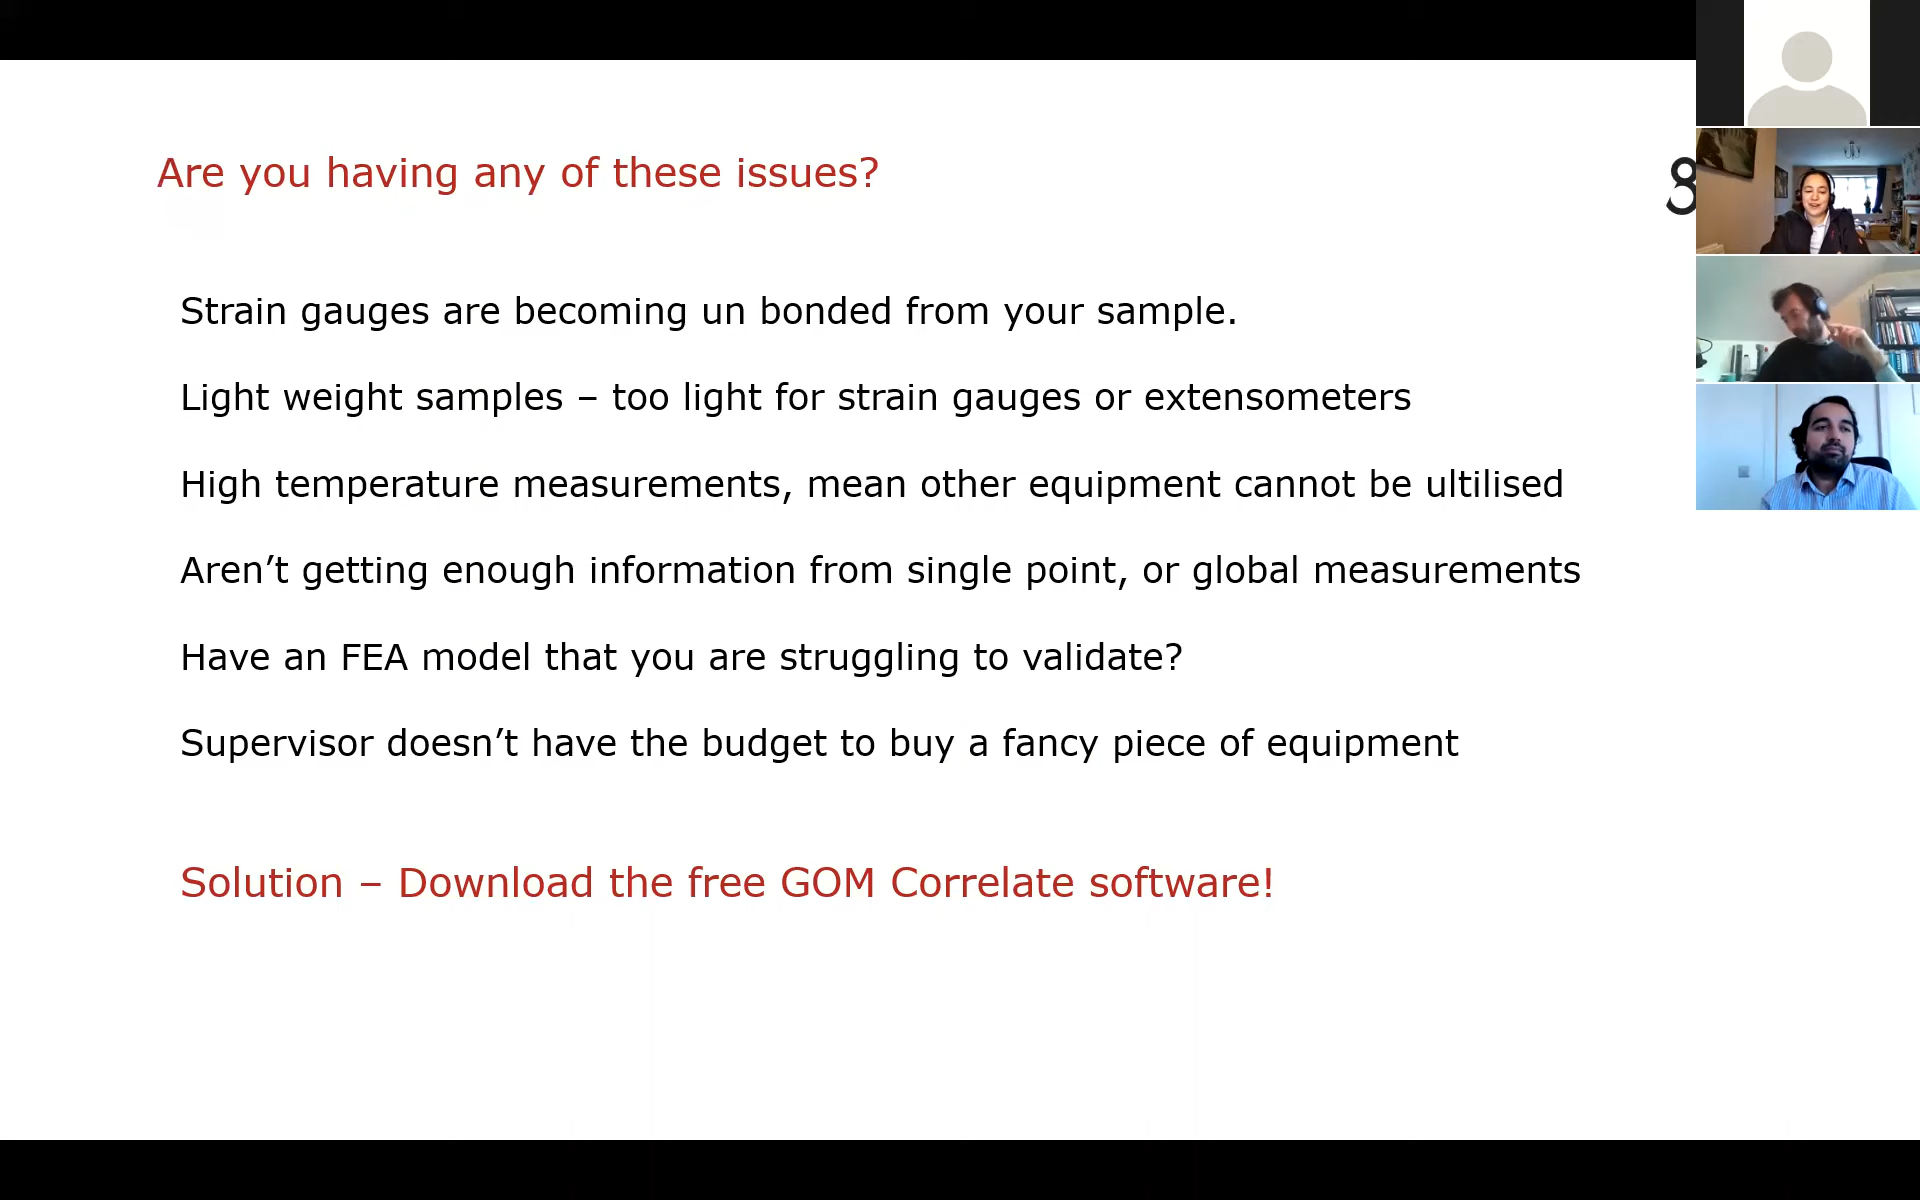 Are you having any of these issues?
Strain gauges are becoming un bonded from your sample.
Light weight samples – too light for strain gauges or extensometers
High temperature measurements, mean other equipment cannot be ultilised
Aren’t getting enough information from single point, or global measurements
Have an FEA model that you are struggling to validate?
Supervisor doesn’t have the budget to buy a fancy piece of equipment
Solution – Download the free GOM Correlate software!